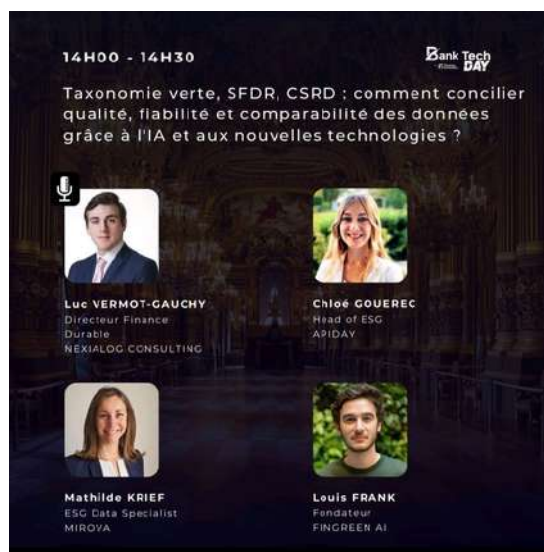 14H00 - 14H30
Bank Tech
DAY
Taxonomie verte, SFDR, CSRD : comment concilier
qualité, fiabilité et comparabilité des données
grâce à l'IA et aux nouvelles technologies ?
Luc VERMOT-GAUCHY
Directeur Finance
Durable
NEXIALOG CONSULTING
Chloé GOUEREC
Head of ESG
APIDAY
Mathilde KRIEF
ESG Data Specialist
MIROVA
Louis FRANK
Fondateur
FINGREEN AI